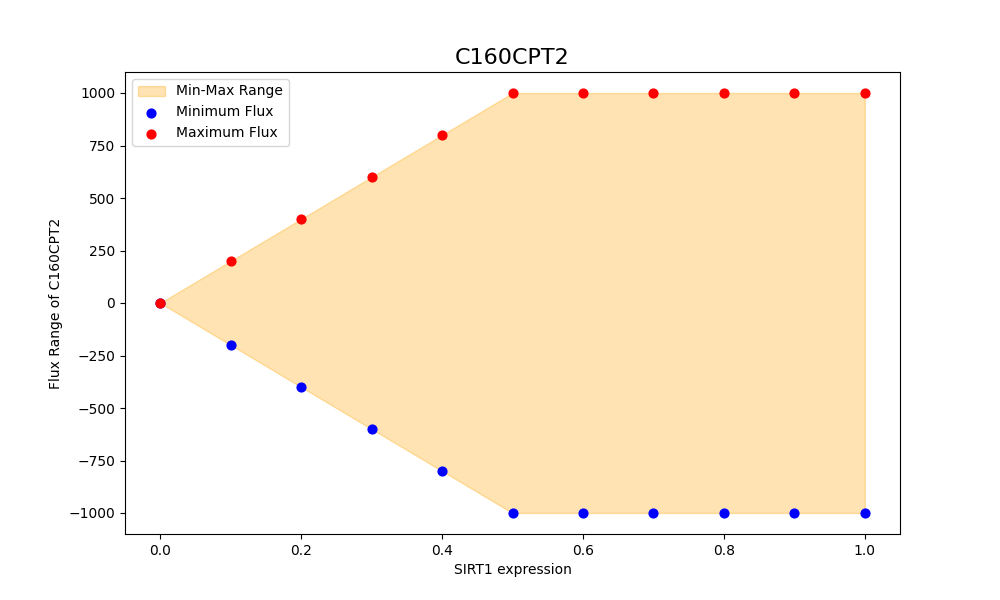 C160CPT2
Min-Max Range
Minimum Flux
Maximum Flux
1000
750
500
250
0
−250
−500
−750
−1000
Flux Range of C160CPT2
0.0 0.2 0.4 0.6 0.8 1.0
SIRT1 expression